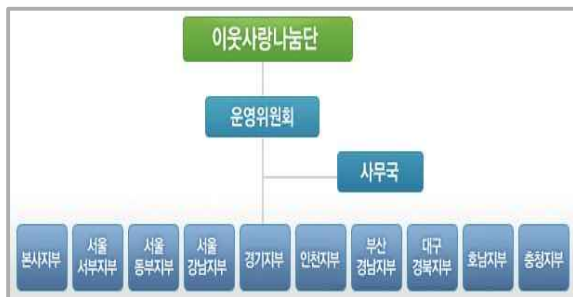 이웃사랑나눔단
운영위원회
사무국
본사지부
서울
서부지부
서울
동부지부
서울
강남지부
경기지부
인천지부
부산
경남지부
대구
경북지부
호남지부
충청지부